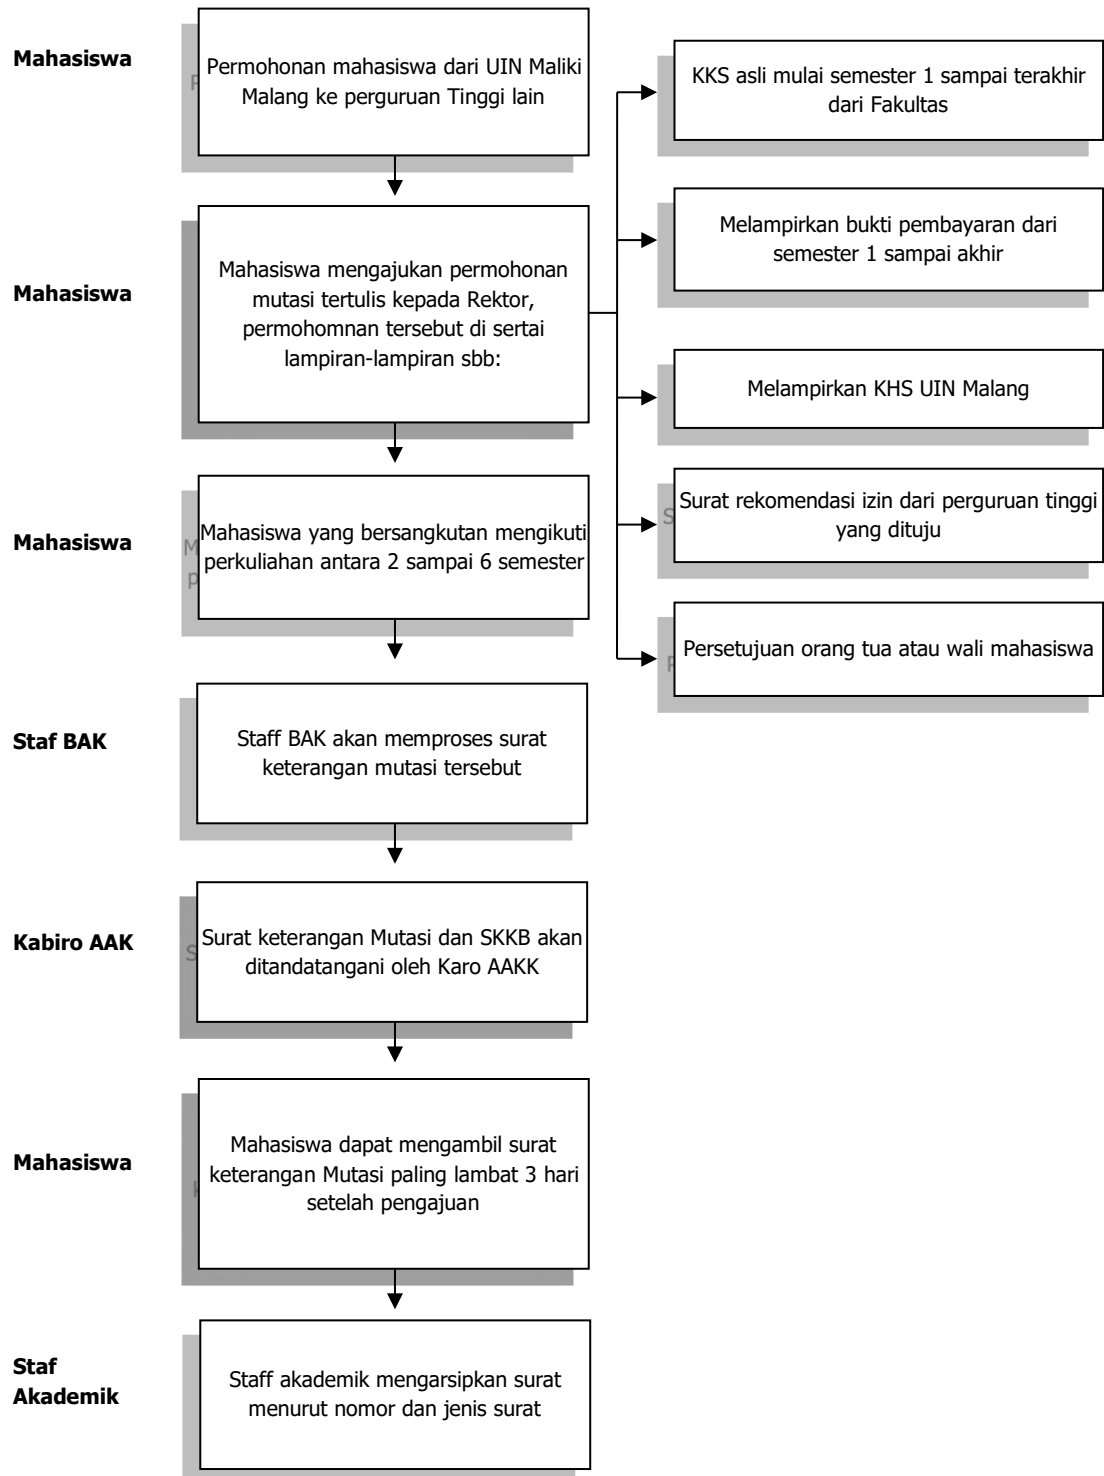 Mahasiswa
Permohonan mahasiswa dari UIN Maliki
Malang ke perguruan Tinggi lain
KKS asli mulai semester 1 sampai terakhir
dari Fakultas
Melampirkan bukti pembayaran dari
semester 1 sampai akhir
Mahasiswa
Mahasiswa mengajukan permohonan
mutasi tertulis kepada Rektor,
permohomnan tersebut di sertai
lampiran-lampiran sbb:
Melampirkan KHS UIN Malang
Surat rekomendasi izin dari perguruan tinggi
yang dituju
Mahasiswa
Mahasiswa yang bersangkutan mengikuti
perkuliahan antara 2 sampai 6 semester
Persetujuan orang tua atau wali mahasiswa
Staf BAK
Staff BAK akan memproses surat
keterangan mutasi tersebut
Kabiro AAK
Surat keterangan Mutasi dan SKKB akan
ditandatangani oleh Karo AAKK
Mahasiswa
Mahasiswa dapat mengambil surat
keterangan Mutasi paling lambat 3 hari
setelah pengajuan
Staf
Akademik
Staff akademik mengarsipkan surat
menurut nomor dan jenis surat